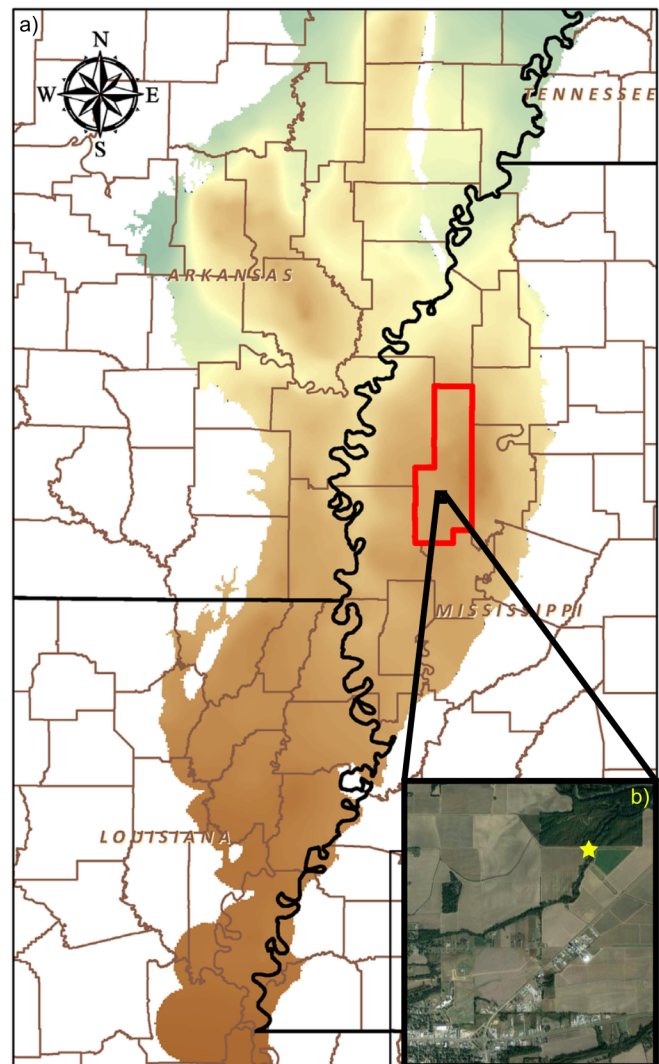 a)
N
W E
S
TENNESSEE
ARKANSAS
MISSISSIPPI
LOUISIANA
b)